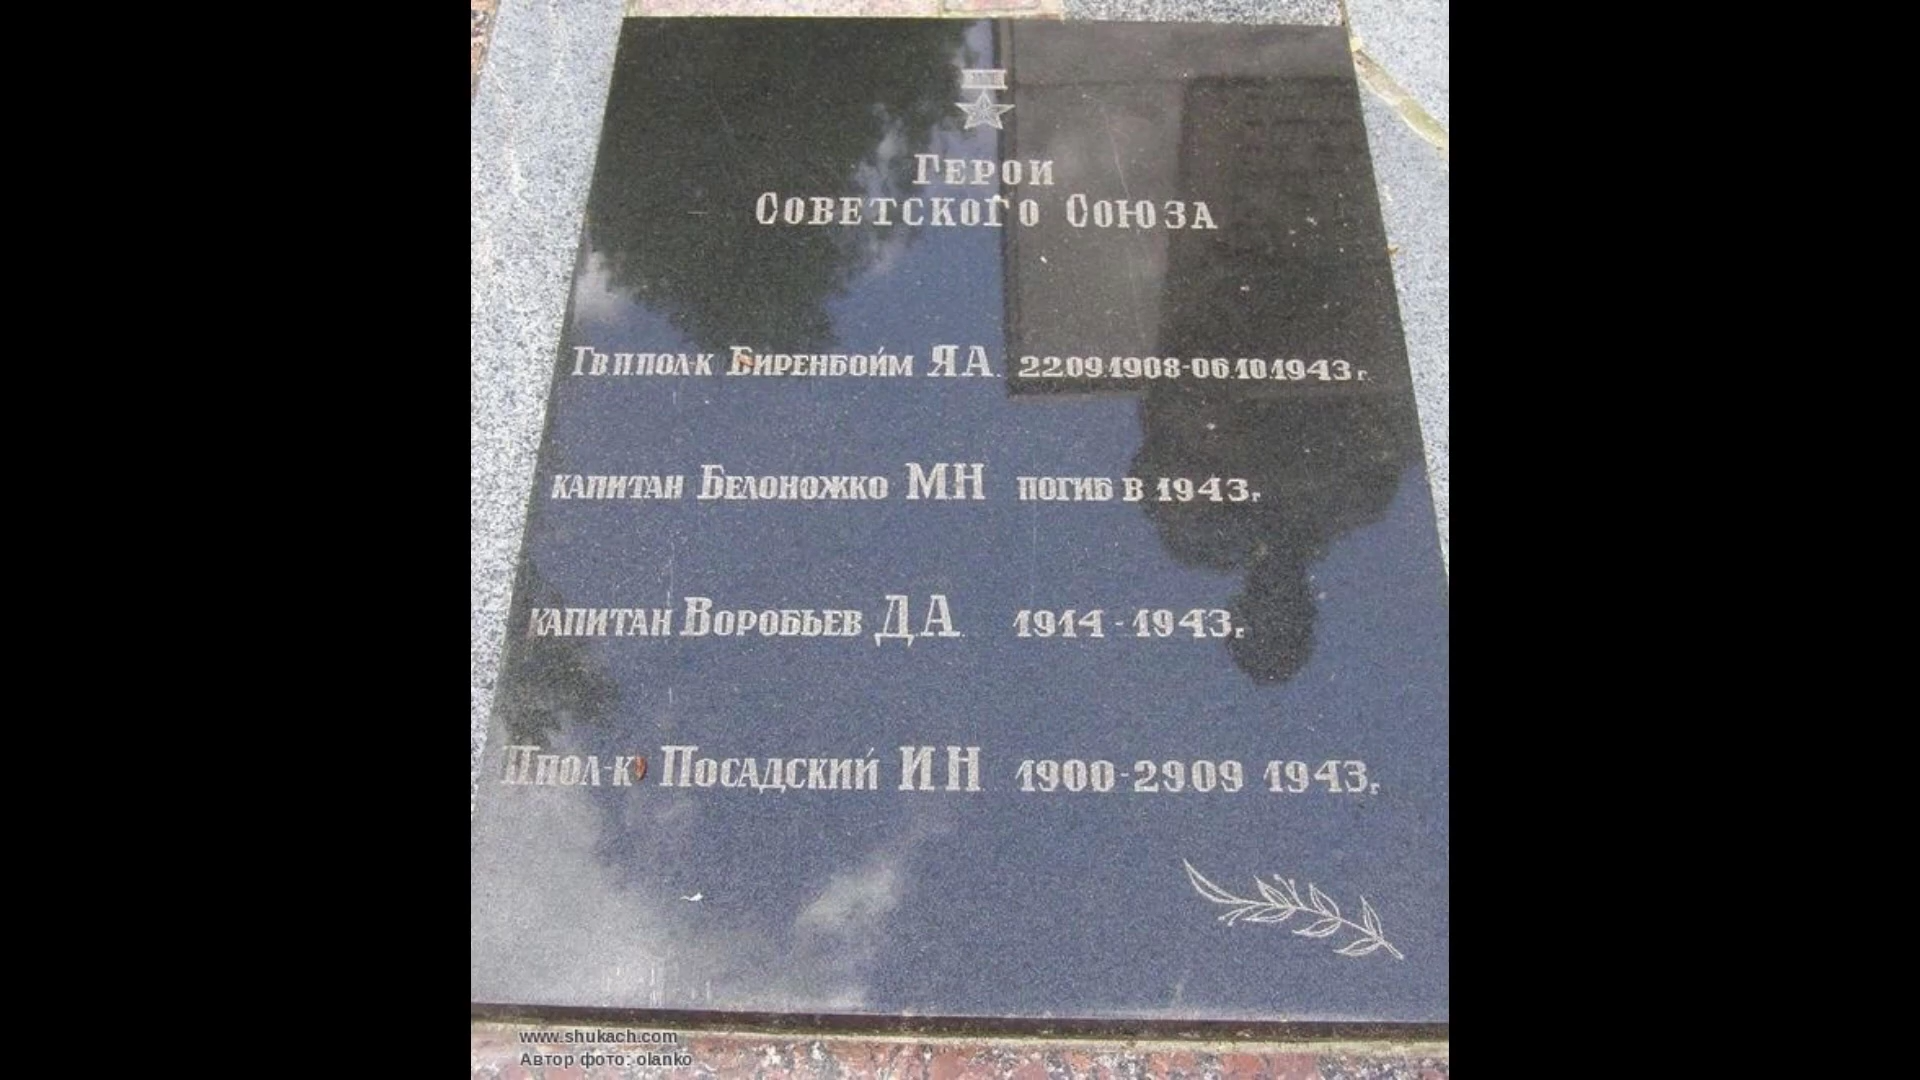 Герои
Советского Союза
Гв п.пол-к Биренбойм Я А. 22.09.1908-06.10.1943 г.
капитан Белоножко М Н погиб в 1943 г
капитан Воробьев Д.А. 1914 - 1943 г.
П пол-к Посадский И Н 1900-29 09 1943 г.
www.shukach.com
Автор фото: olanko